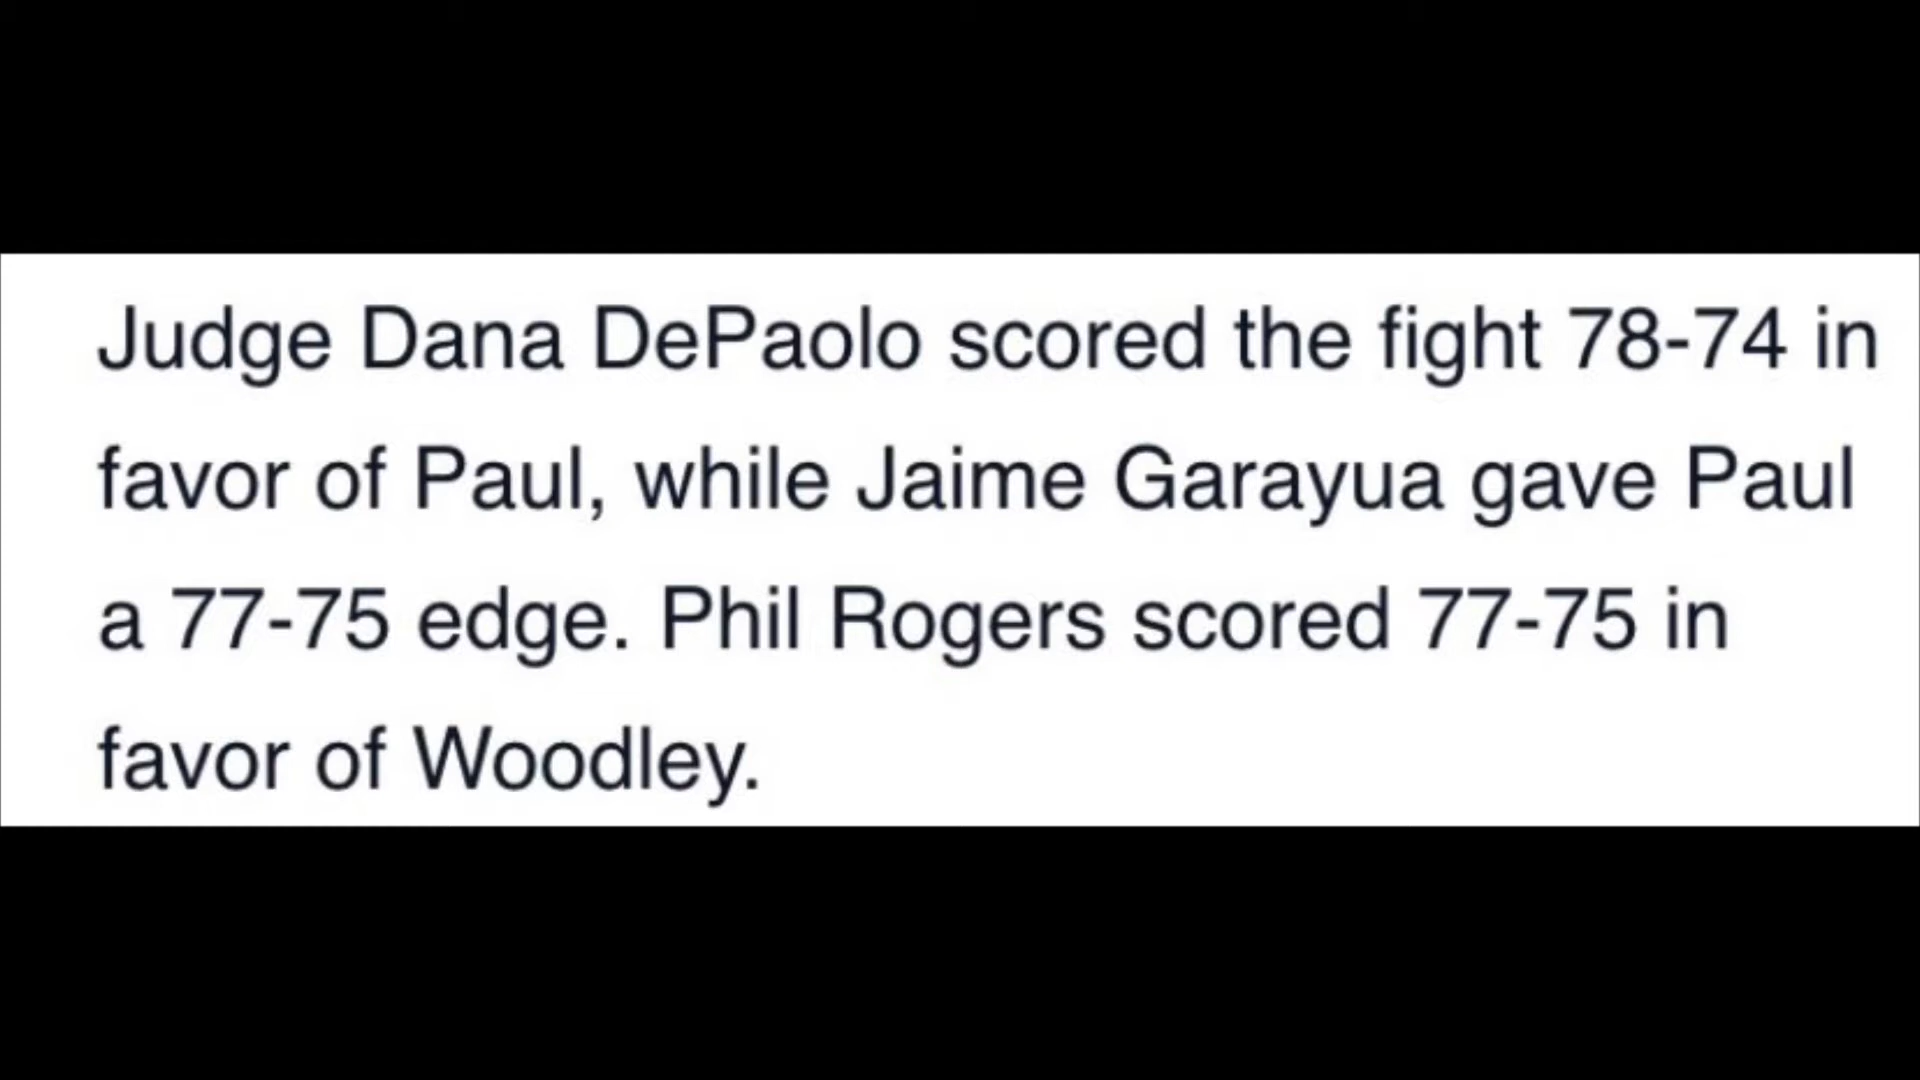 Judge Dana DePaolo scored the fight 78-74 in
favor of Paul, while Jaime Garayua gave Paul
a 77-75 edge. Phil Rogers scored 77-75 in
favor of Woodley.